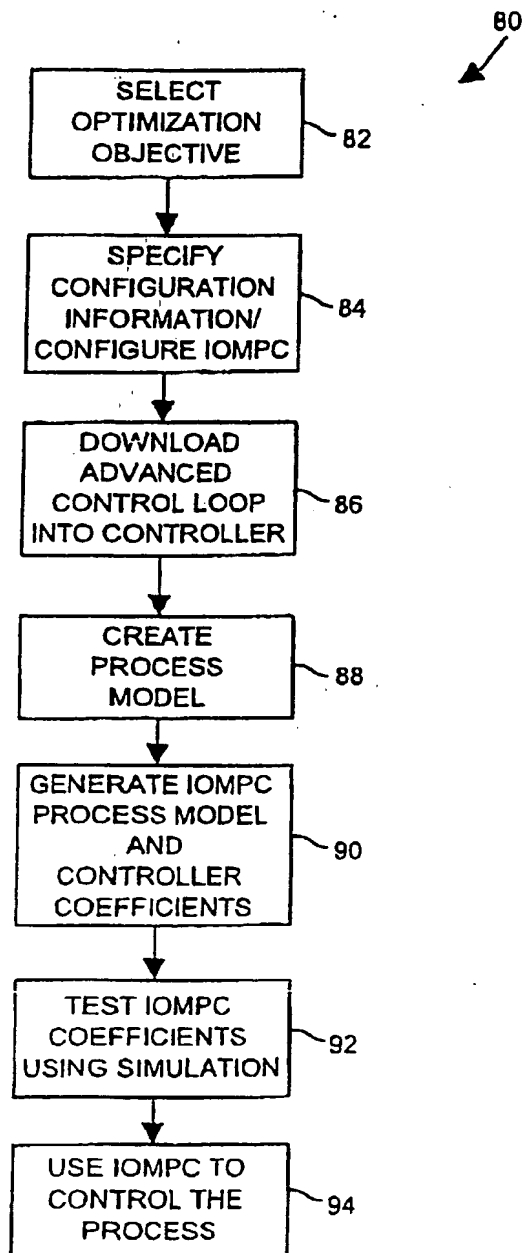 80
SELECT
OPTIMIZATION
OBJECTIVE
82
SPECIFY
CONFIGURATION
INFORMATION/
CONFIGURE IOMPC
84
DOWNLOAD
ADVANCED
CONTROL LOOP
INTO CONTROLLER
86
CREATE
PROCESS
MODEL
88
GENERATE IOMPC
PROCESS MODEL
AND
CONTROLLER
COEFFICIENTS
90
TEST IOMPC
COEFFICIENTS
USING SIMULATION
92
USE IOMPC TO
CONTROL THE
PROCESS
94